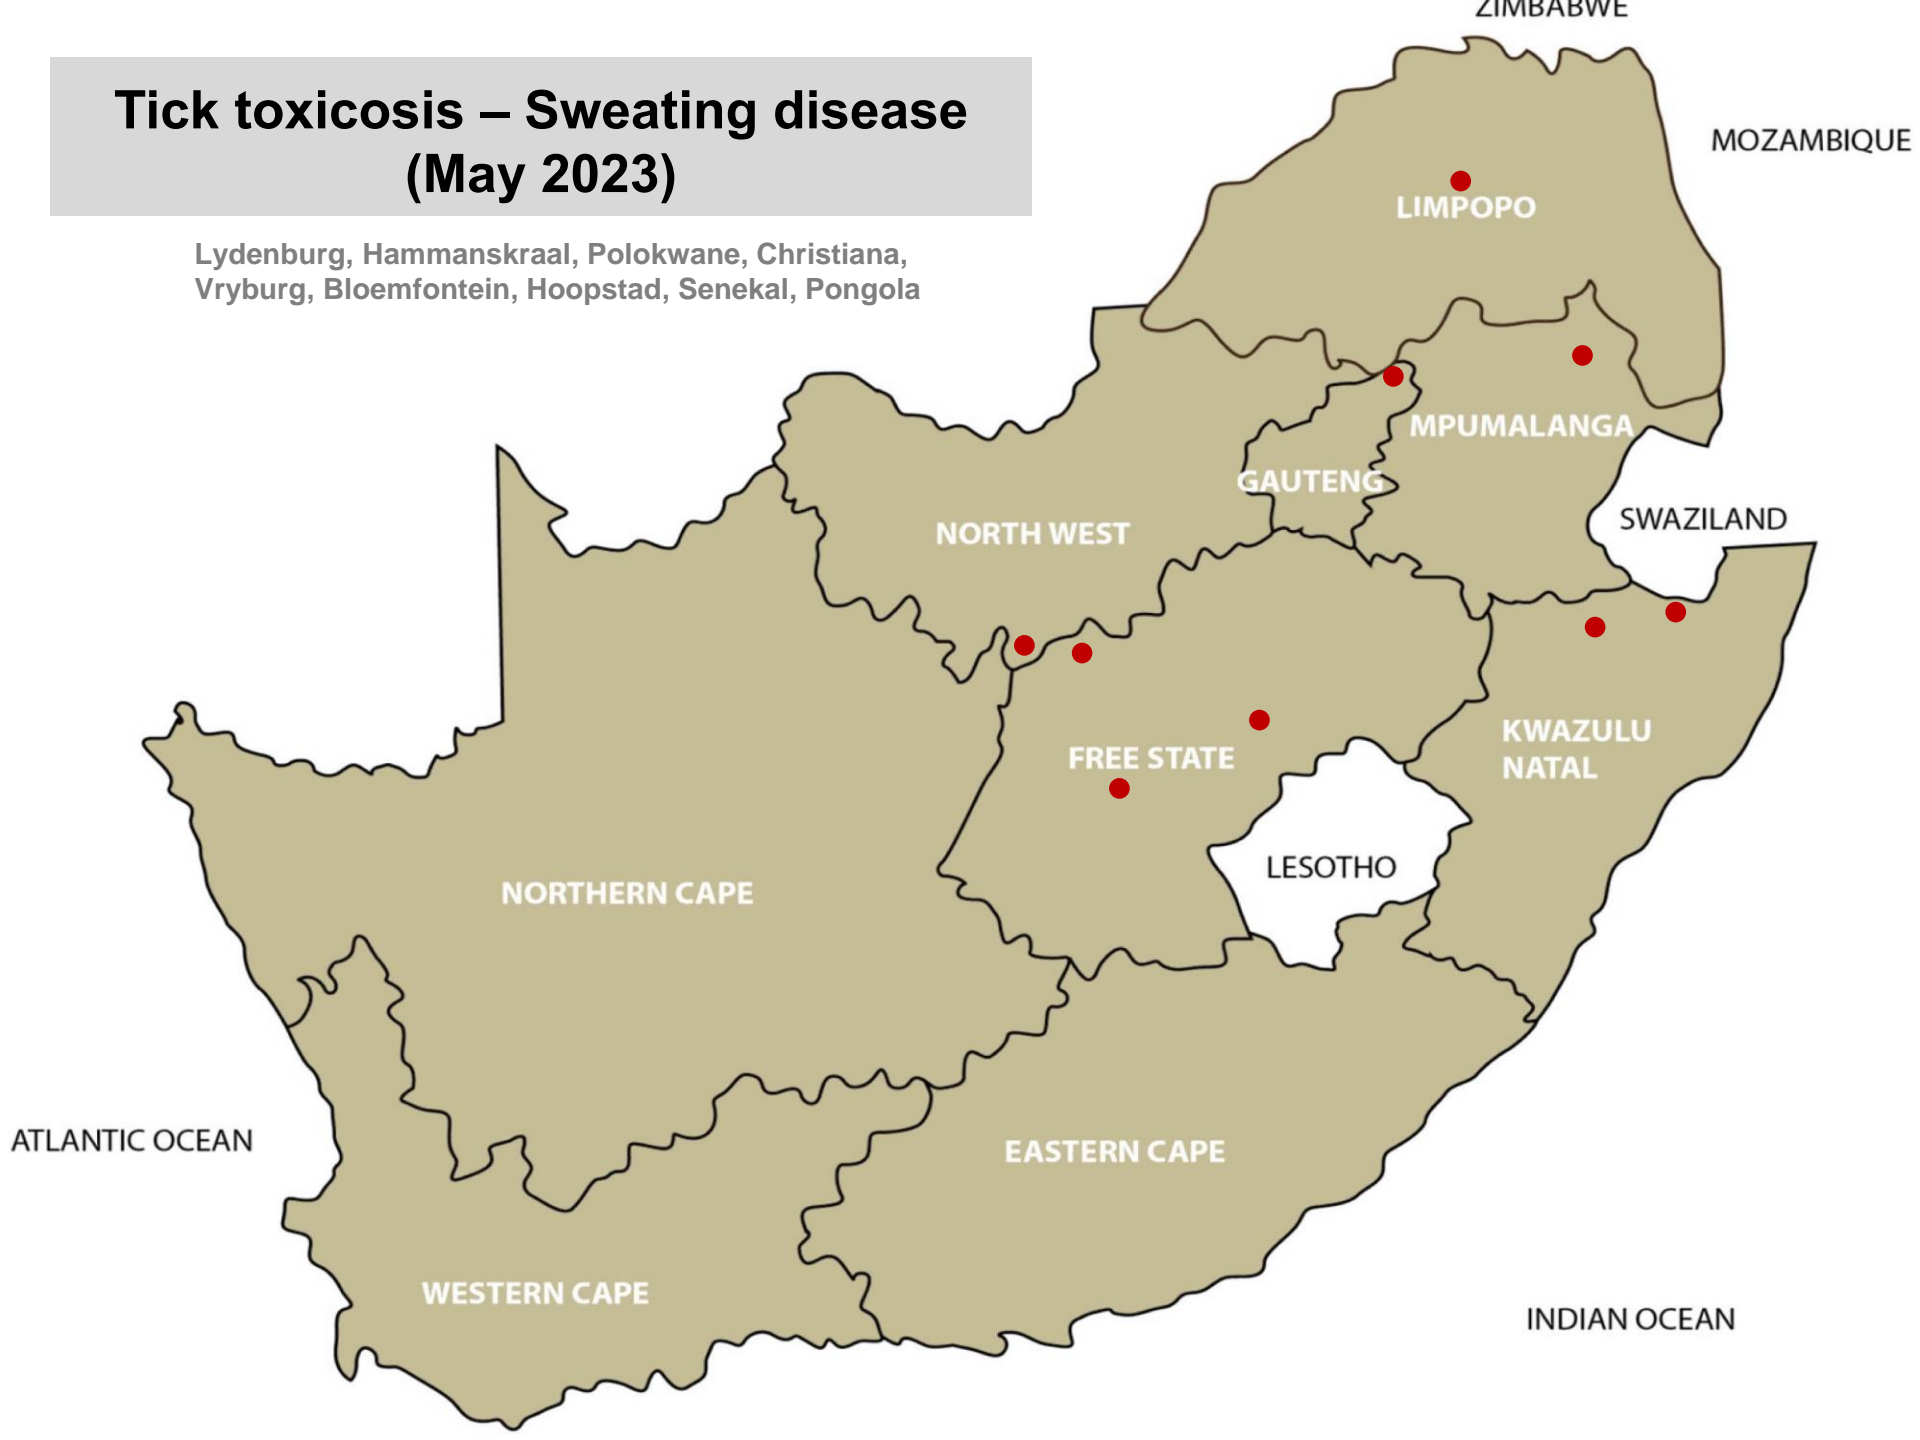 ZIMBABWE
Tick toxicosis – Sweating disease
(May 2023)
MOZAMBIQUE
LIMPOPO
Lydenburg, Hammanskraal, Polokwane, Christiana,
Vryburg, Bloemfontein, Hoopstad, Senekal, Pongola
MPUMALANGA
GAUTENG
SWAZILAND
NORTH WEST
KWAZULU
NATAL
FREE STATE
LESOTHO
NORTHERN CAPE
ATLANTIC OCEAN
EASTERN CAPE
WESTERN CAPE
INDIAN OCEAN